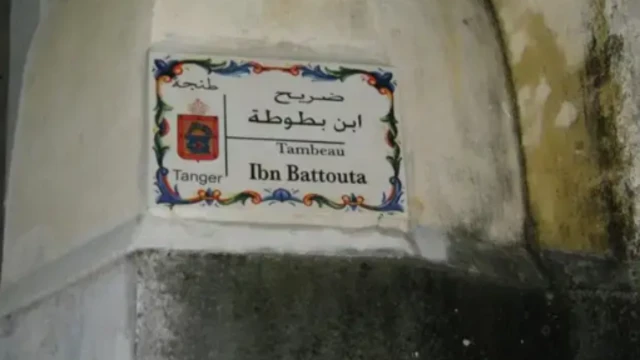 طنجة
ضريح
ابن بطوطة
Tambeau
Tanger
Ibn Battouta